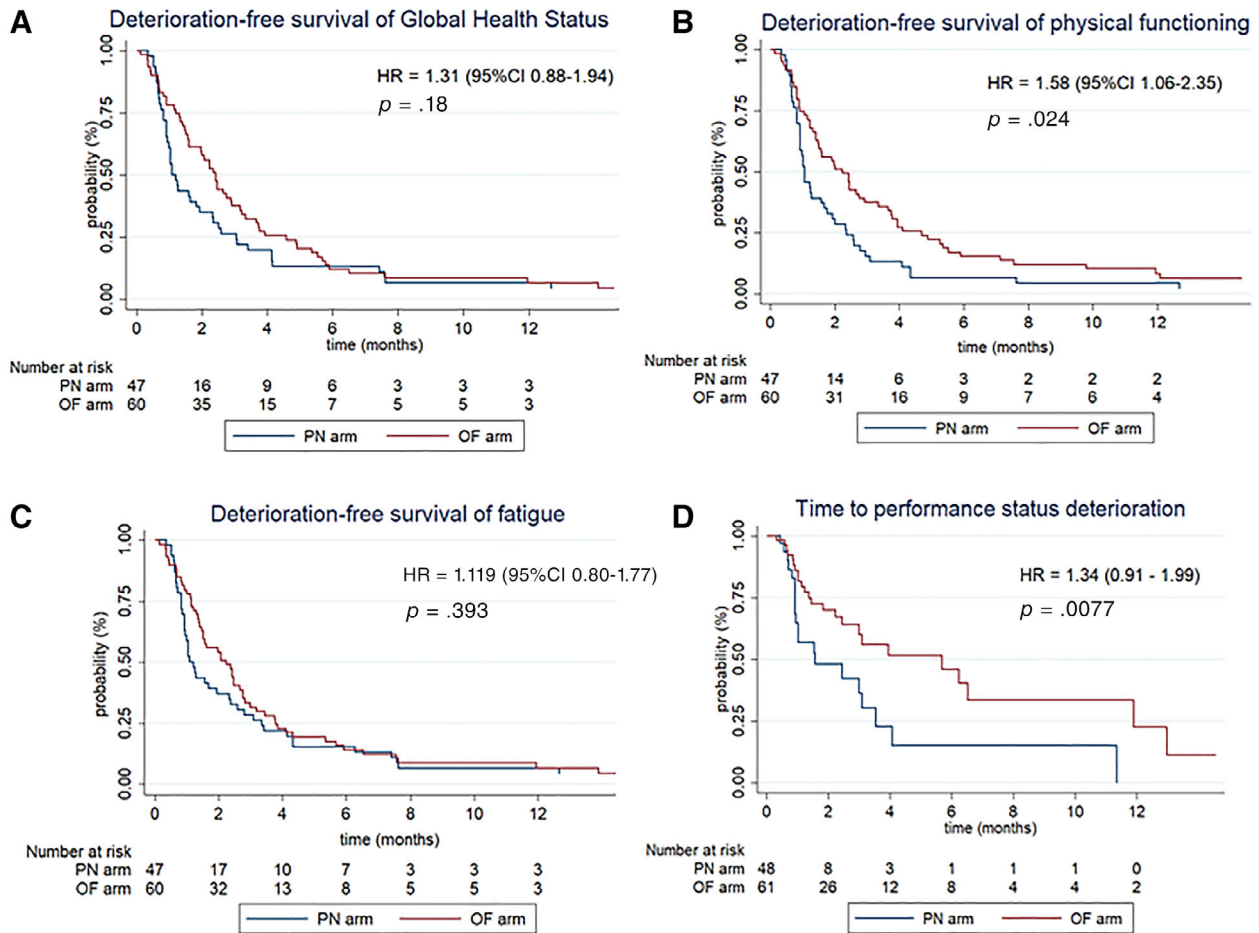 A
Deterioration-free survival of Global Health Status
HR = 1.31 (95%CI 0.88-1.94)
p = .18
probability (%)
1.00
0.75
0.50
0.25
0.00
0 2 4 6 8 10 12
time (months)
Number at risk
PN arm 47 16 9 6 3 3 3
OF arm 60 35 15 7 5 5 3
PN arm OF arm
B
Deterioration-free survival of physical functioning
HR = 1.58 (95%CI 1.06-2.35)
p = .024
probability (%)
1.00
0.75
0.50
0.25
0.00
0 2 4 6 8 10 12
time (months)
Number at risk
PN arm 47 14 6 3 2 2 2
OF arm 60 31 16 9 7 6 4
PN arm OF arm
C
Deterioration-free survival of fatigue
HR = 1.119 (95%CI 0.80-1.77)
p = .393
probability (%)
1.00
0.75
0.50
0.25
0.00
0 2 4 6 8 10 12
time (months)
Number at risk
PN arm 47 17 10 7 3 3 3
OF arm 60 32 13 8 5 5 3
PN arm OF arm
D
Time to performance status deterioration
HR = 1.34 (0.91 - 1.99)
p = .0077
probability (%)
1.00
0.75
0.50
0.25
0.00
0 2 4 6 8 10 12
time (months)
Number at risk
PN arm 48 8 3 1 1 1 0
OF arm 61 26 12 8 4 4 2
PN arm OF arm